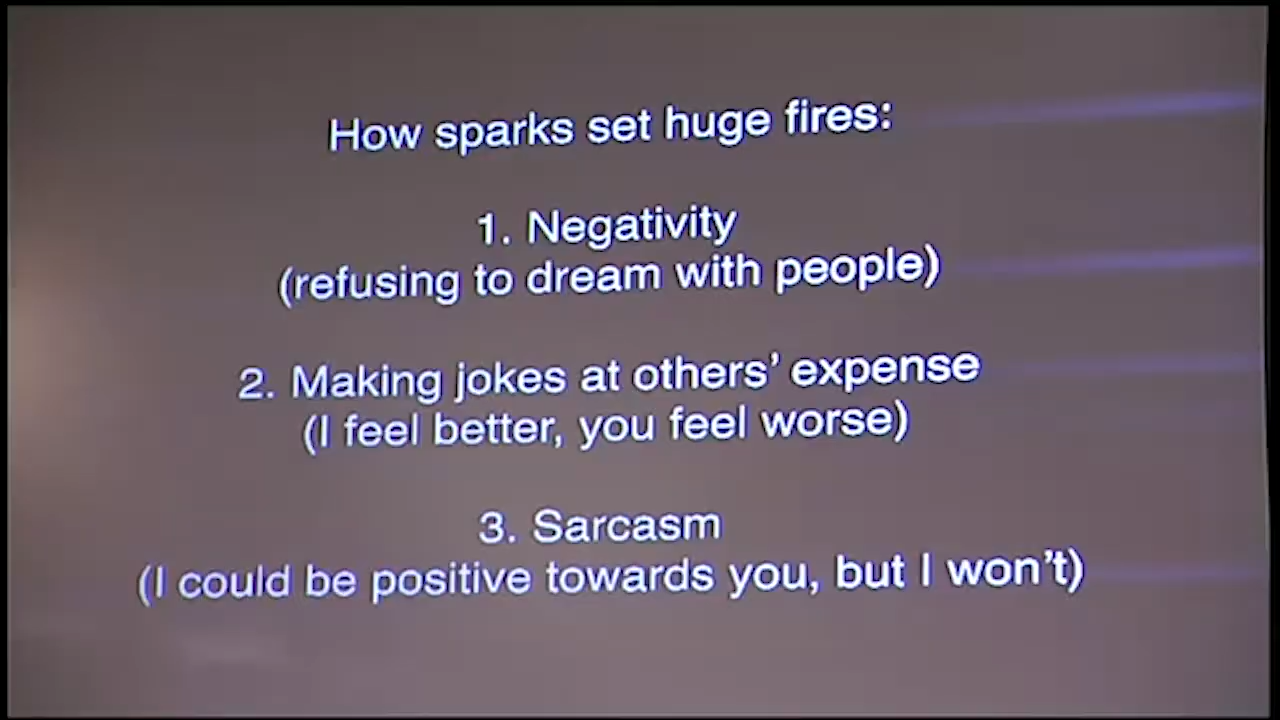 How sparks set huge fires:
1. Negativity
(refusing to dream with people)
2. Making jokes at others’ expense
(I feel better, you feel worse)
3. Sarcasm
(I could be positive towards you, but I won’t)